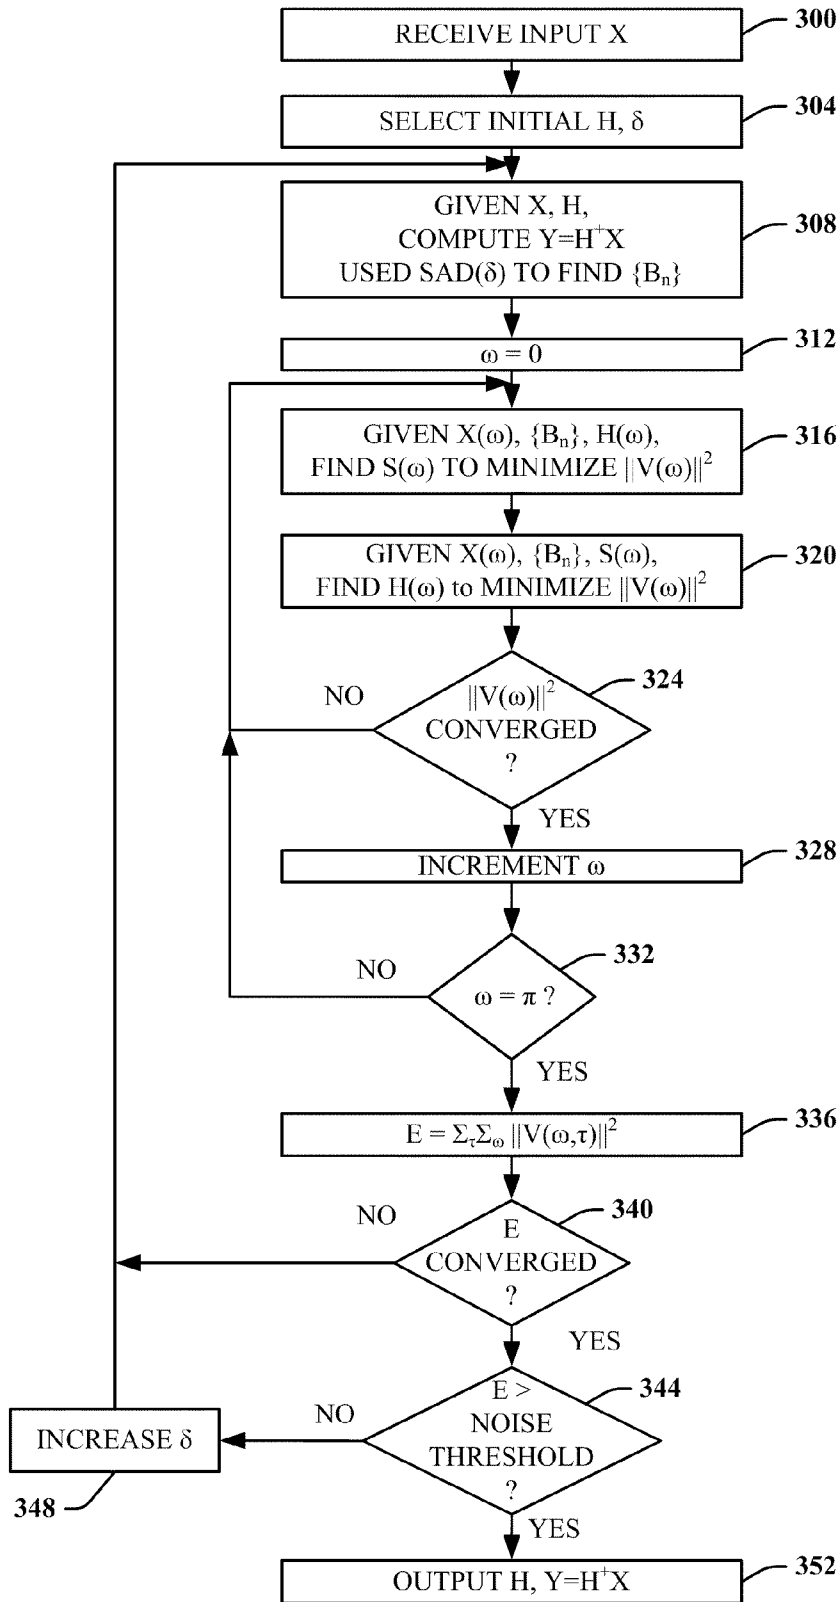 RECEIVE INPUT X
300
SELECT INITIAL H, δ
304
GIVEN X, H,
COMPUTE Y=H⁺X
USED SAD(δ) TO FIND {Bₙ}
308
ω = 0
312
GIVEN X(ω), {Bₙ}, H(ω),
FIND S(ω) TO MINIMIZE ||V(ω)||²
316
GIVEN X(ω), {Bₙ}, S(ω),
FIND H(ω) to MINIMIZE ||V(ω)||²
320
||V(ω)||²
CONVERGED
?
324
NO
YES
INCREMENT ω
328
ω = π ?
332
NO
YES
E = Σ_τΣ_ω ||V(ω,τ)||²
336
E
CONVERGED
?
340
NO
YES
E >
NOISE
THRESHOLD
?
344
NO
INCREASE δ
348
YES
OUTPUT H, Y=H⁺X
352